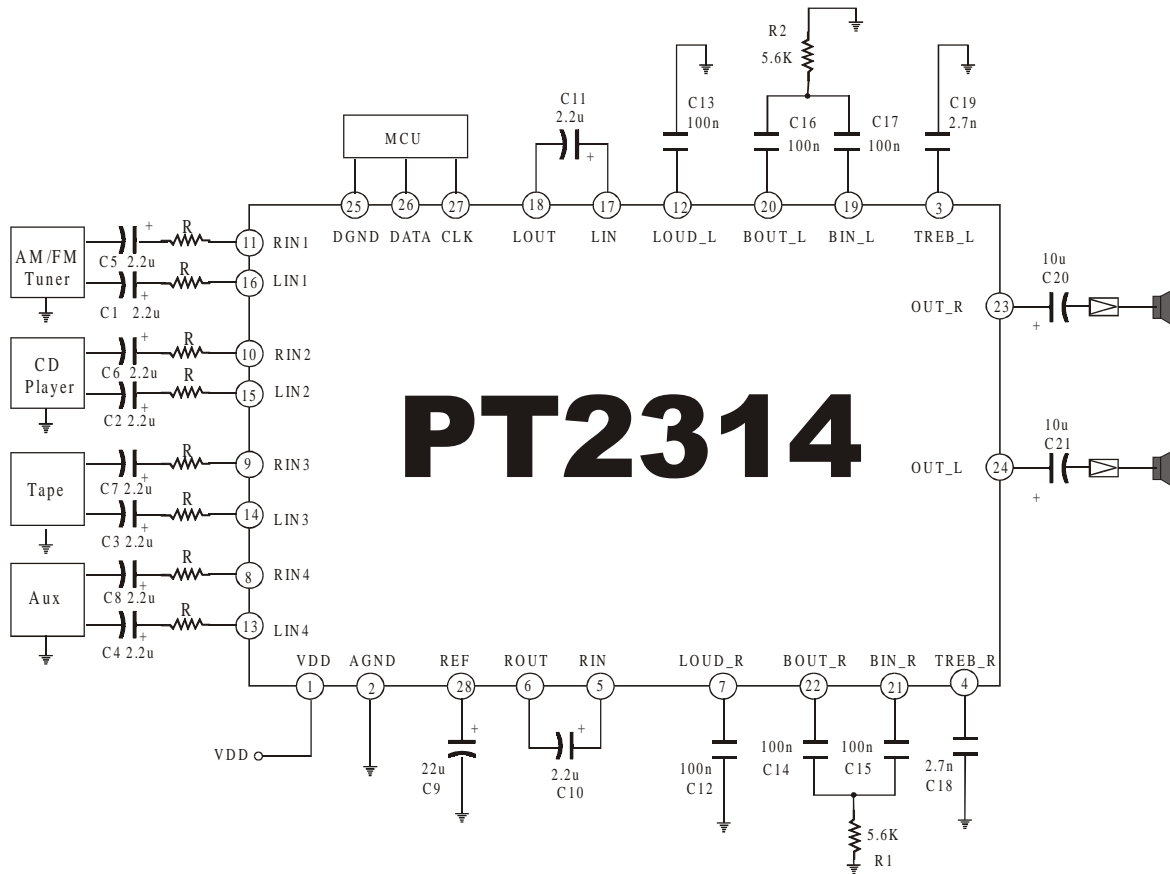 R2
5.6K
C11
2.2u
C13
100n
C16
100n
C17
100n
C19
2.7n
MCU
25
26
27
18
17
12
20
19
3
DGND
DATA
CLK
LOUT
LIN
LOUD_L
BOUT_L
BIN_L
TREB_L
AM/FM
Tuner
+
R
C5 2.2u
11
RIN1
R
+
C1 2.2u
16
LIN1
CD
Player
+
R
C6 2.2u
10
RIN2
R
+
C2 2.2u
15
LIN2
Tape
R
+
C7 2.2u
9
RIN3
R
+
C3 2.2u
14
LIN3
Aux
R
+
C8 2.2u
8
RIN4
R
+
C4 2.2u
13
LIN4
PT2314
10u
C20
OUT_R
23
+
10u
C21
OUT_L
24
+
VDD
AGND
REF
ROUT
RIN
LOUD_R
BOUT_R
BIN_R
TREB_R
1
2
28
6
5
7
22
21
4
VDD
+
22u
C9
+
2.2u
C10
100n
C12
100n
C14
100n
C15
2.7n
C18
5.6K
R1
+